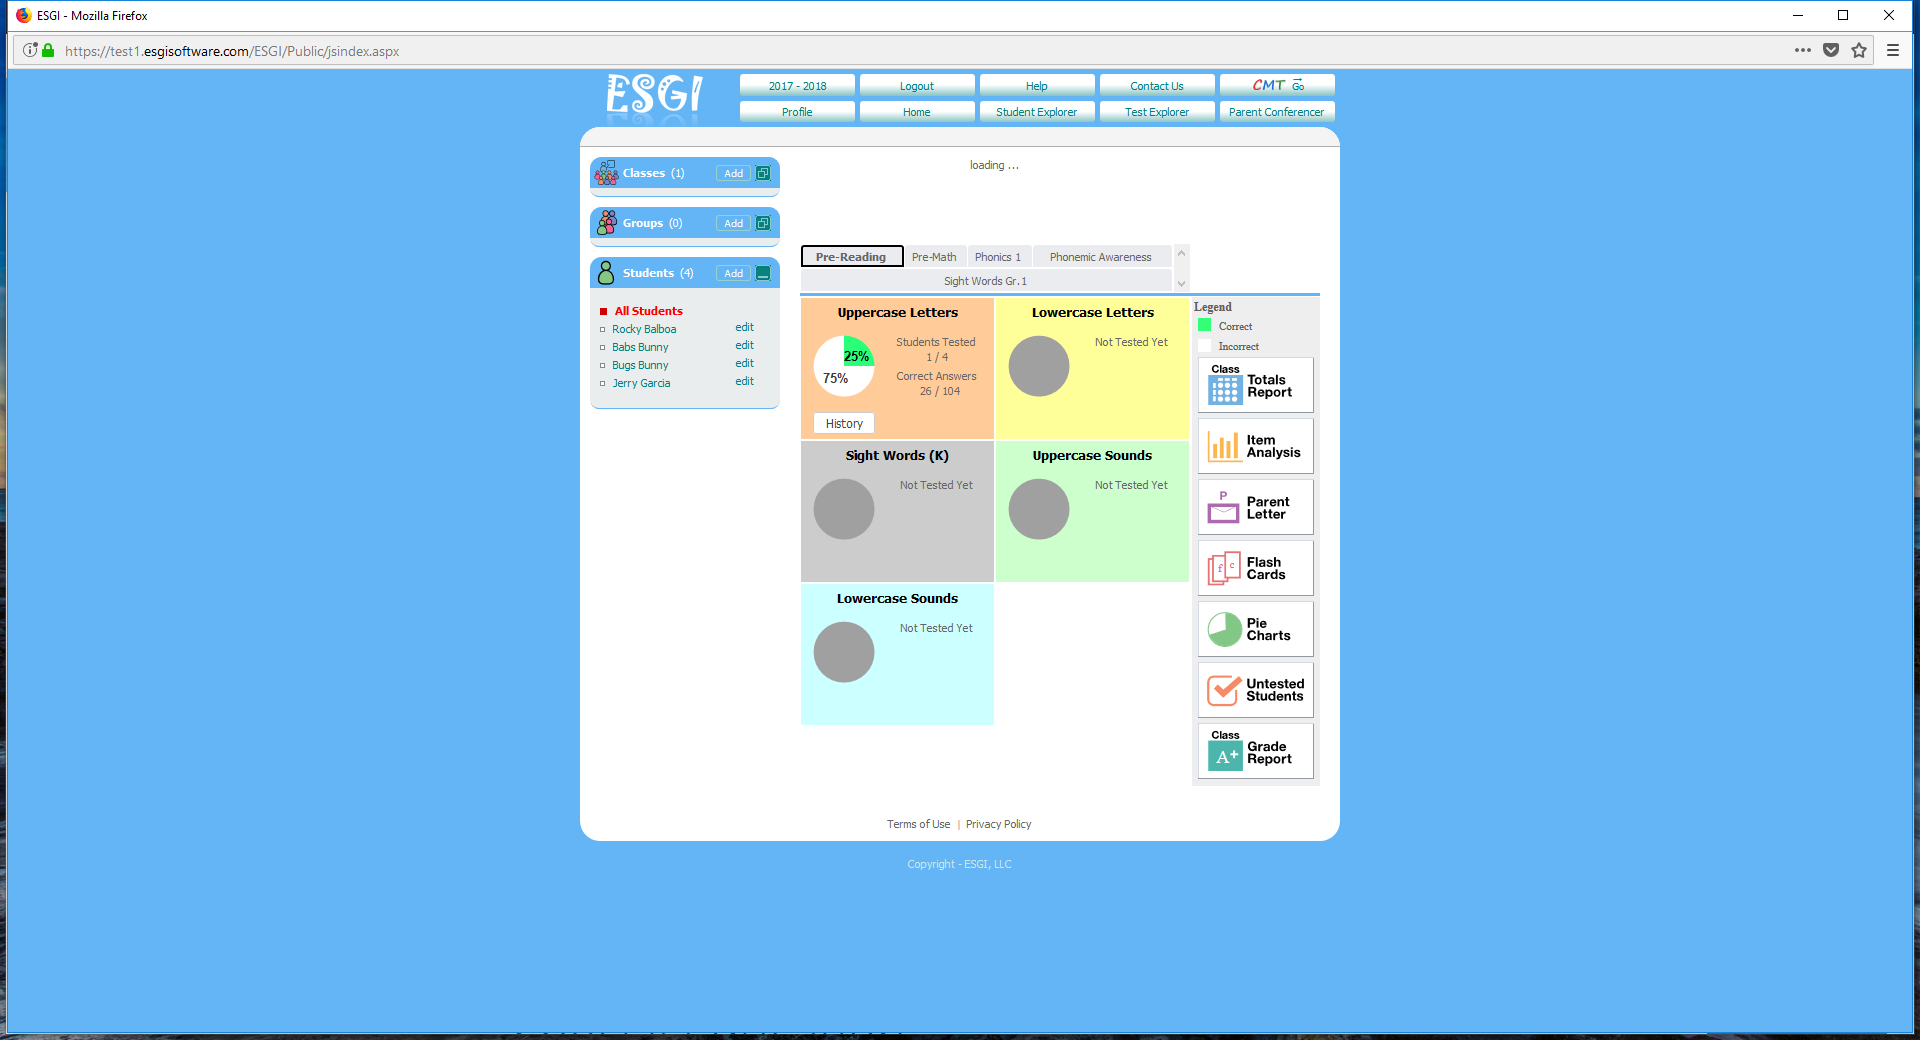 ESGI - Mozilla Firefox
https://test1.esgisoftware.com/ESGI/Public/jsindex.aspx
ESGI
2017 - 2018
Logout
Help
Contact Us
CMT Go
Profile
Home
Student Explorer
Test Explorer
Parent Conferencer
Classes (1)
Add
Groups (0)
Add
Students (4)
Add
All Students
Rocky Balboa edit
Babs Bunny edit
Bugs Bunny edit
Jerry Garcia edit
loading ...
Pre-Reading
Pre-Math
Phonics 1
Phonemic Awareness
Sight Words Gr.1
Uppercase Letters
25%
75%
Students Tested
1 / 4
Correct Answers
26 / 104
History
Lowercase Letters
Not Tested Yet
Sight Words (K)
Not Tested Yet
Uppercase Sounds
Not Tested Yet
Lowercase Sounds
Not Tested Yet
Legend
Correct
Incorrect
Class
Totals
Report
Item
Analysis
P
Parent
Letter
f c
Flash
Cards
Pie
Charts
Untested
Students
Class
A+
Grade
Report
Terms of Use | Privacy Policy
Copyright - ESGI, LLC